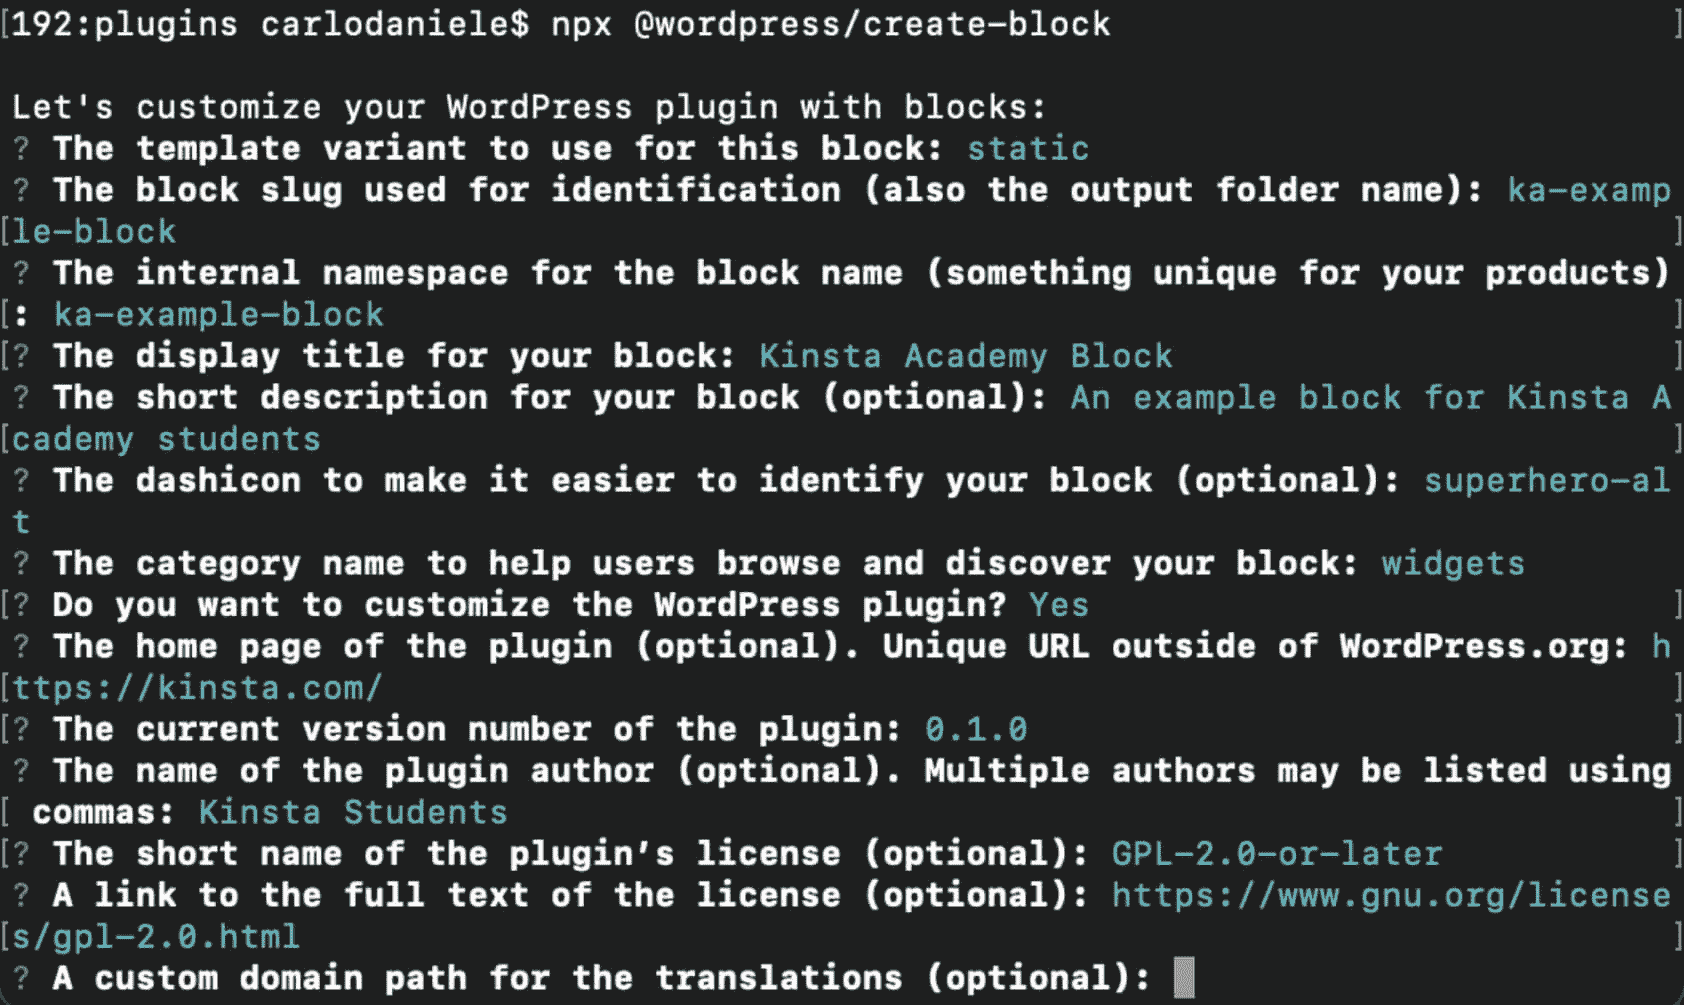 [192:plugins carlodaniele$ npx @wordpress/create-block ]
Let's customize your WordPress plugin with blocks:
? The template variant to use for this block: static
? The block slug used for identification (also the output folder name): ka-examp
[le-block ]
? The internal namespace for the block name (something unique for your products)
[: ka-example-block ]
[? The display title for your block: Kinsta Academy Block ]
? The short description for your block (optional): An example block for Kinsta A
[cademy students ]
? The dashicon to make it easier to identify your block (optional): superhero-al
t
? The category name to help users browse and discover your block: widgets
[? Do you want to customize the WordPress plugin? Yes ]
? The home page of the plugin (optional). Unique URL outside of WordPress.org: h
[ttps://kinsta.com/ ]
[? The current version number of the plugin: 0.1.0 ]
? The name of the plugin author (optional). Multiple authors may be listed using
[ commas: Kinsta Students ]
[? The short name of the plugin’s license (optional): GPL-2.0-or-later ]
? A link to the full text of the license (optional): https://www.gnu.org/license
[s/gpl-2.0.html ]
? A custom domain path for the translations (optional):